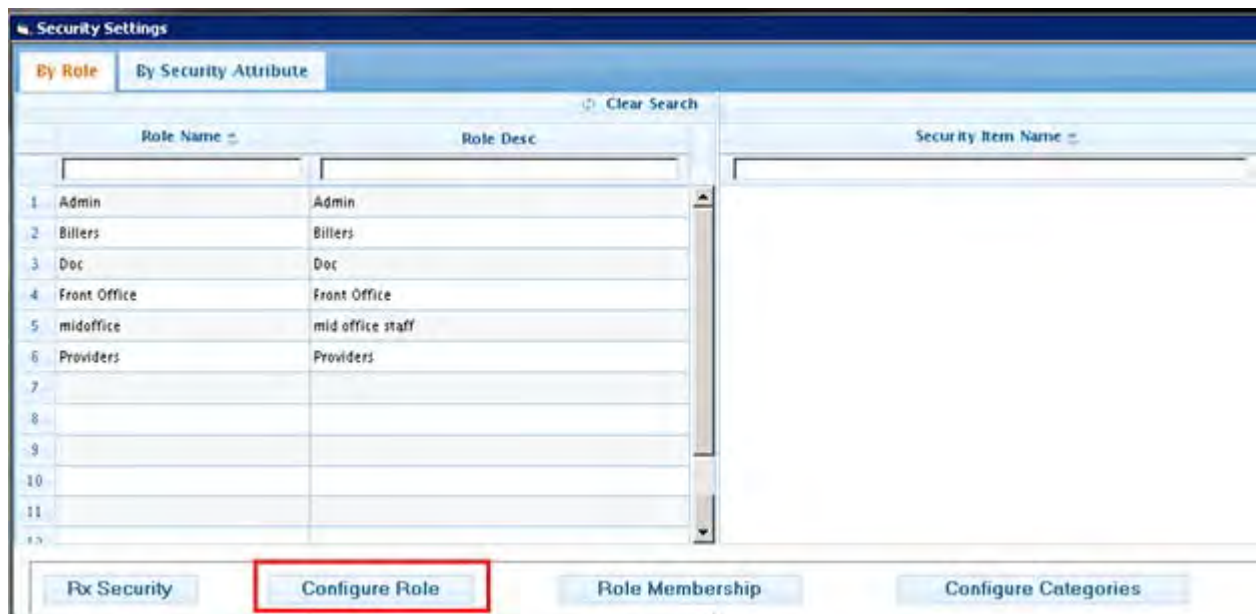 Security Settings
By Role By Security Attribute
Clear Search
Role Name Role Desc Security Item Name
1 Admin Admin
2 Billers Billers
3 Doc Doc
4 Front Office Front Office
5 midoffice mid office staff
6 Providers Providers
7
8
9
10
11
Rx Security Configure Role Role Membership Configure Categories